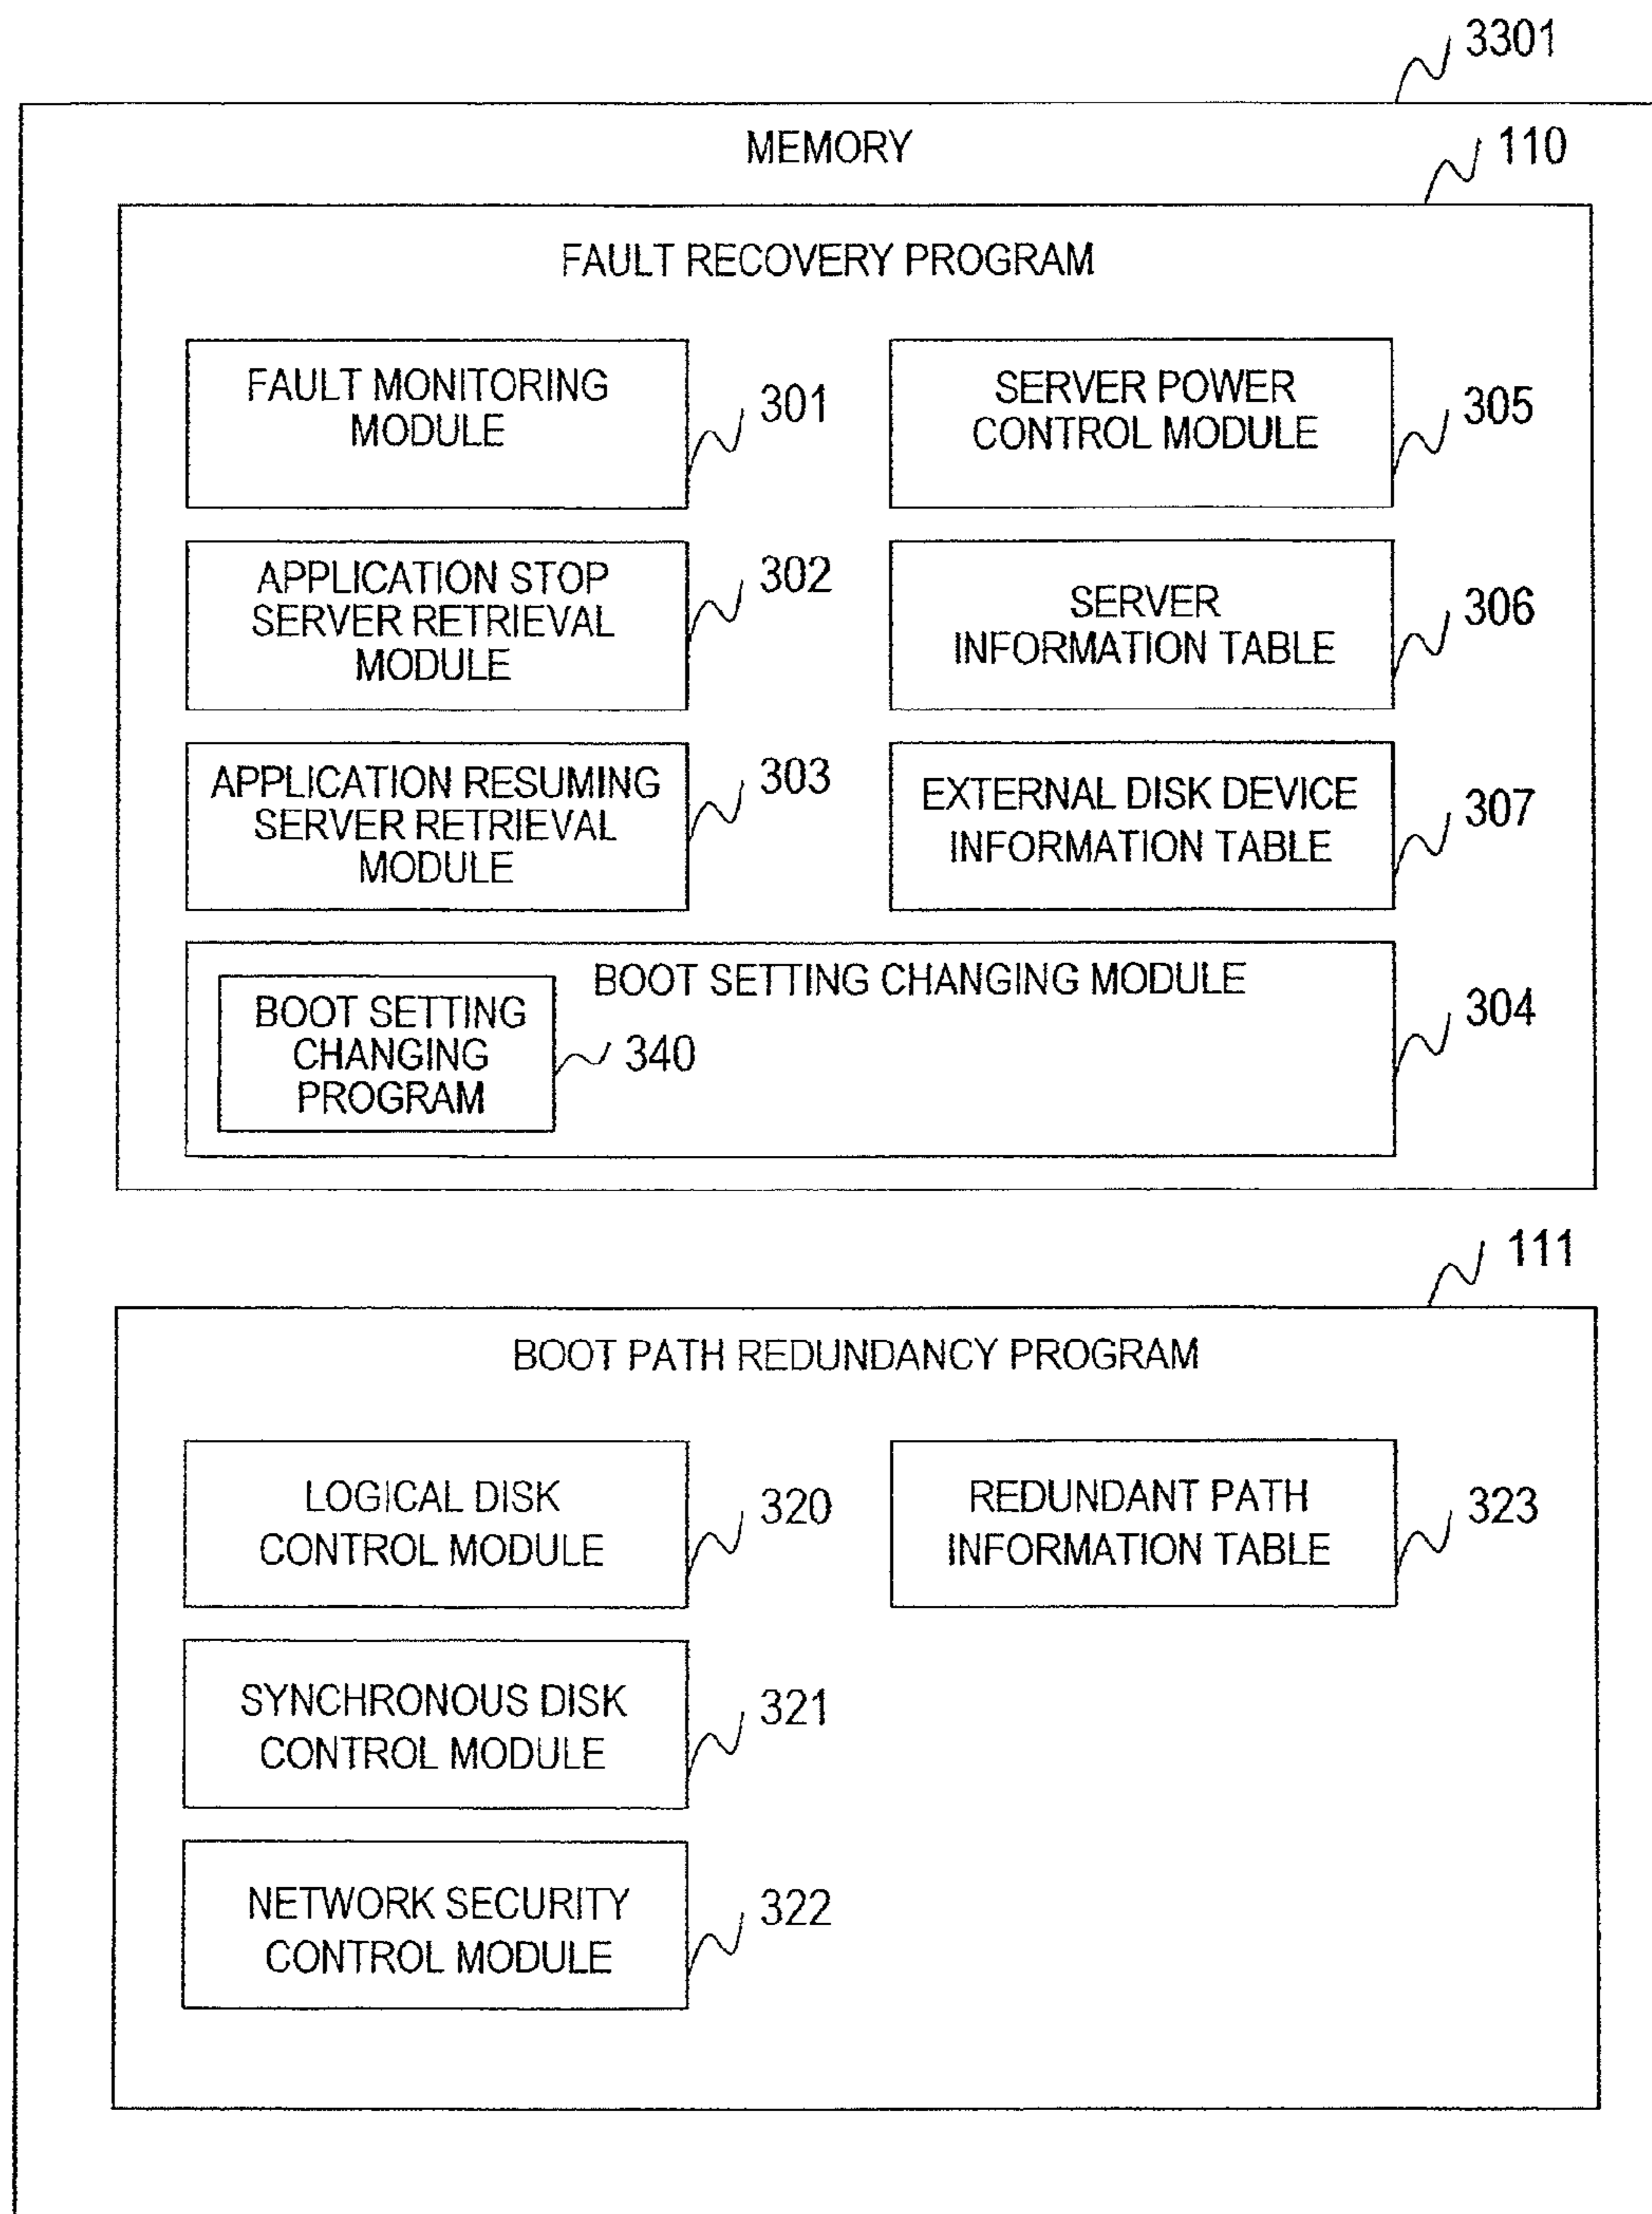 3301
MEMORY
110
FAULT RECOVERY PROGRAM
FAULT MONITORING
MODULE
301
SERVER POWER
CONTROL MODULE
305
APPLICATION STOP
SERVER RETRIEVAL
MODULE
302
SERVER
INFORMATION TABLE
306
APPLICATION RESUMING
SERVER RETRIEVAL
MODULE
303
EXTERNAL DISK DEVICE
INFORMATION TABLE
307
BOOT SETTING CHANGING MODULE
304
BOOT SETTING
CHANGING
PROGRAM
340
111
BOOT PATH REDUNDANCY PROGRAM
LOGICAL DISK
CONTROL MODULE
320
REDUNDANT PATH
INFORMATION TABLE
323
SYNCHRONOUS DISK
CONTROL MODULE
321
NETWORK SECURITY
CONTROL MODULE
322